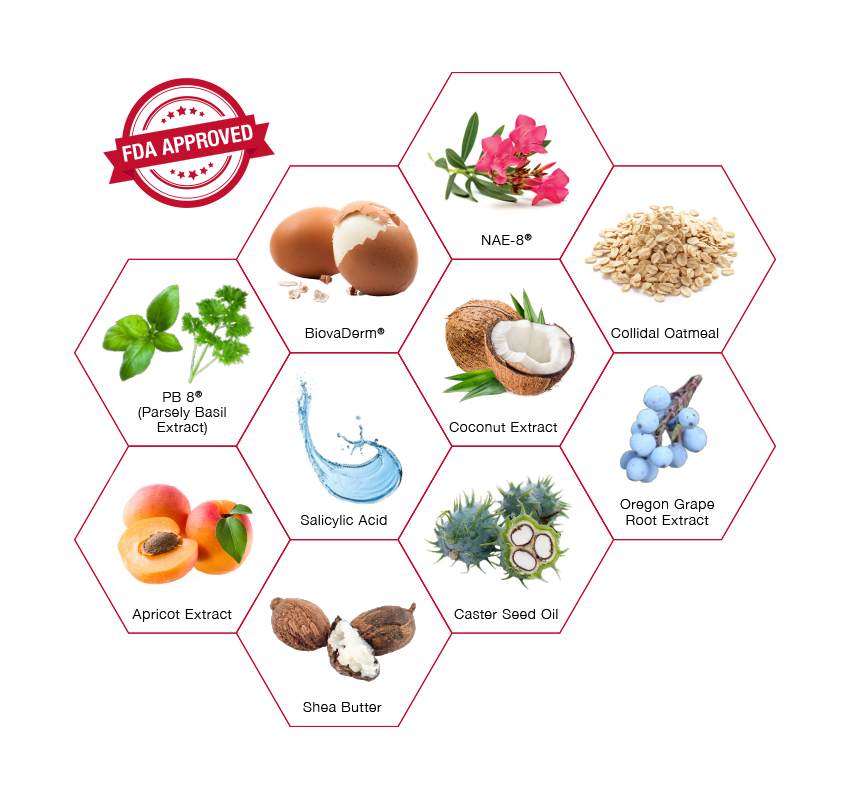 FDA APPROVED
NAE-8®
BiovaDerm®
Collidal Oatmeal
PB 8®
(Parsely Basil
Extract)
Coconut Extract
Salicylic Acid
Oregon Grape
Root Extract
Apricot Extract
Caster Seed Oil
Shea Butter